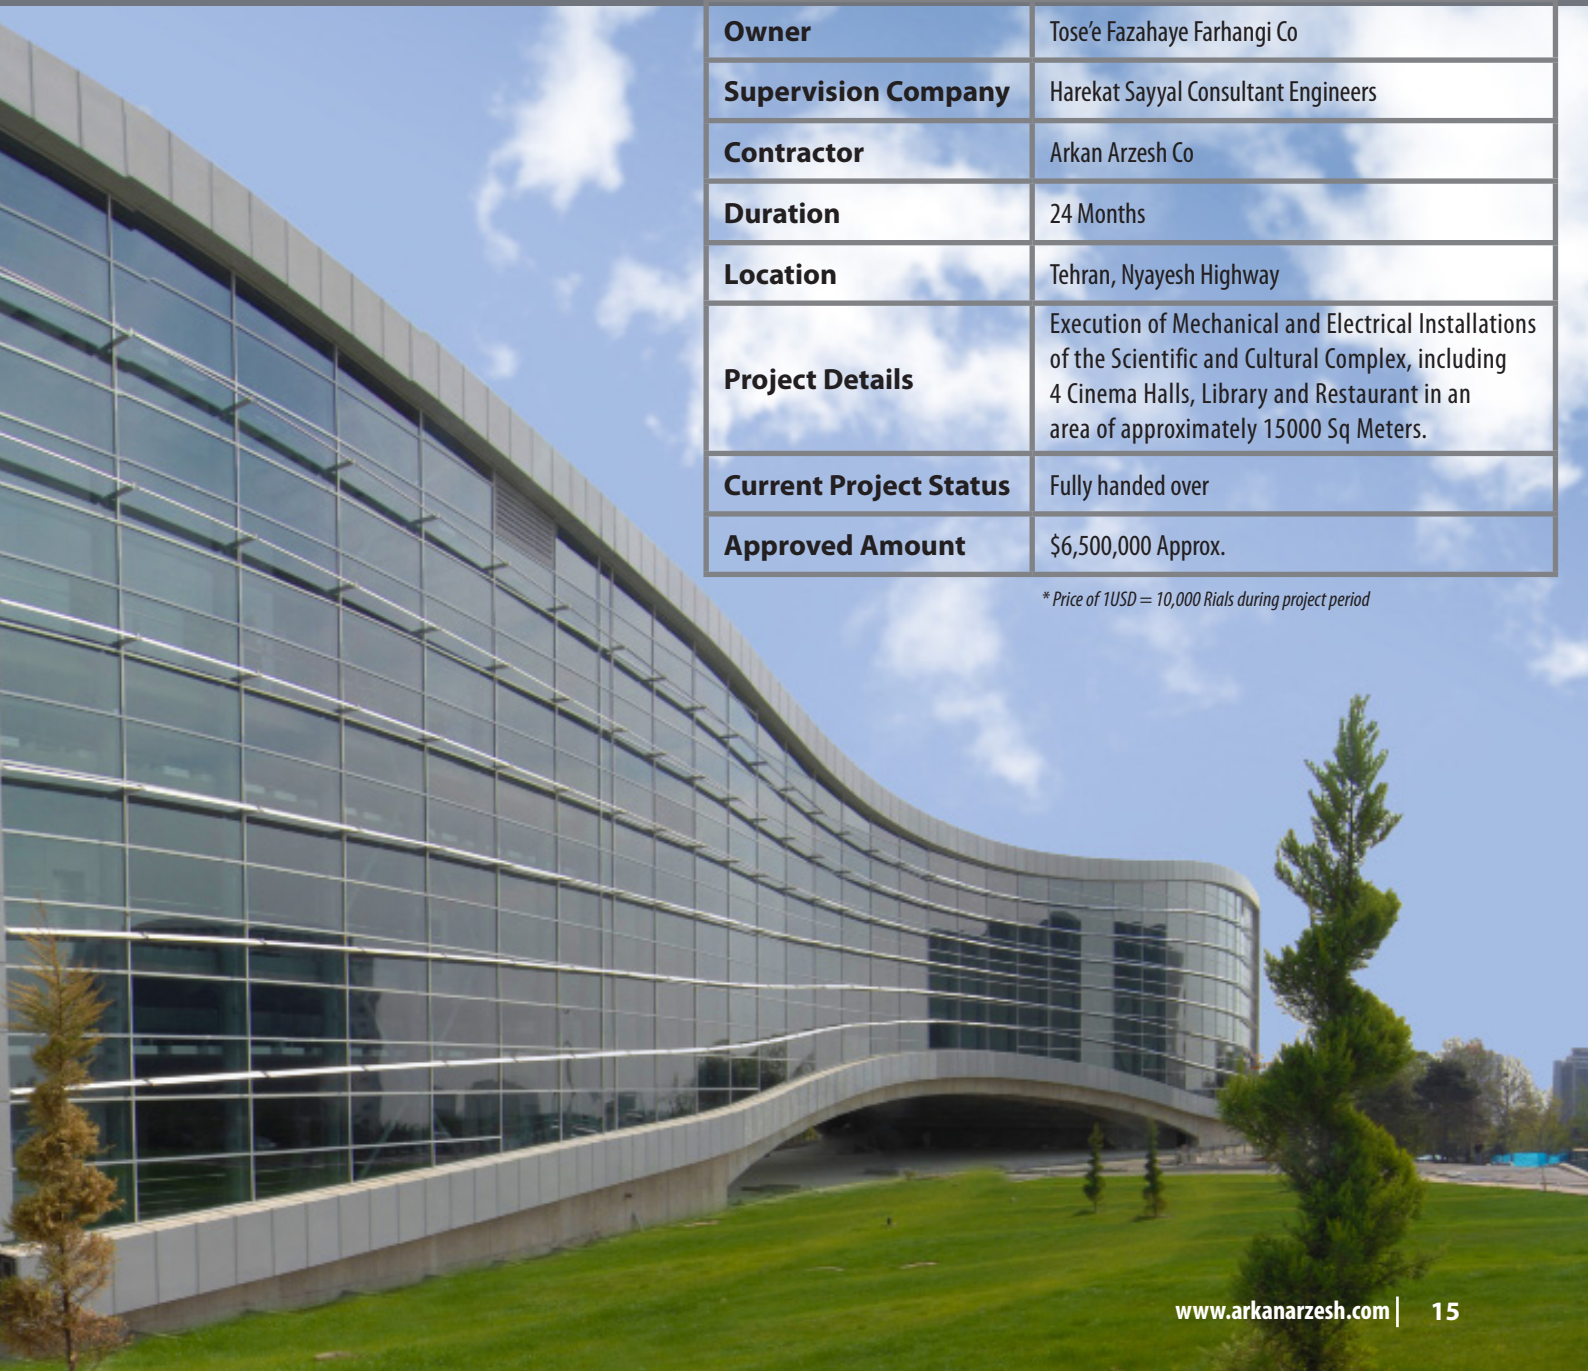 Owner
Tose'e Fazahaye Farhangi Co
Supervision Company
Harekat Sayyal Consultant Engineers
Contractor
Arkan Arzesh Co
Duration
24 Months
Location
Tehran, Nyayesh Highway
Project Details
Execution of Mechanical and Electrical Installations
of the Scientific and Cultural Complex, including
4 Cinema Halls, Library and Restaurant in an
area of approximately 15000 Sq Meters.
Current Project Status
Fully handed over
Approved Amount
$6,500,000 Approx.
* Price of 1USD = 10,000 Rials during project period
www.arkanarzesh.com | 15